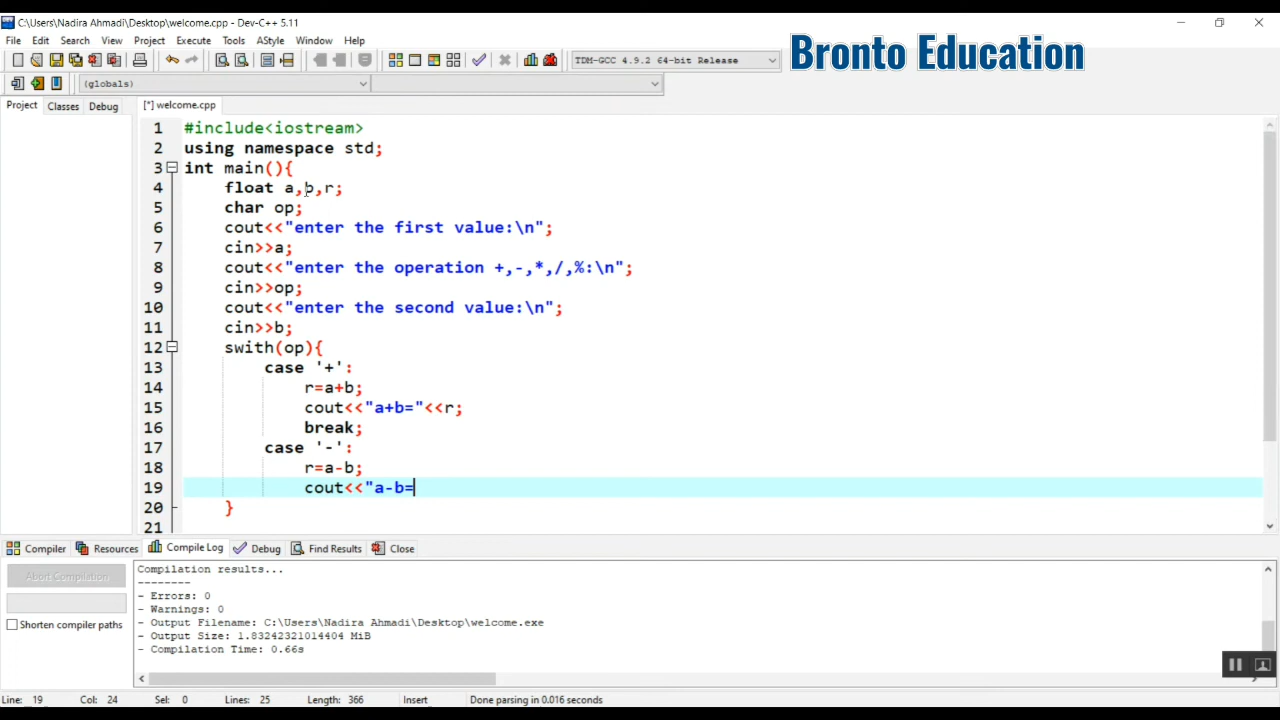 C:\Users\Nadira Ahmadi\Desktop\welcome.cpp - Dev-C++ 5.11
File Edit Search View Project Execute Tools AStyle Window Help
TDM-GCC 4.9.2 64-bit Release
Bronto Education
(globals)
Project Classes Debug [*] welcome.cpp
1 #include<iostream>
2 using namespace std;
3 int main(){
4 float a,b,r;
5 char op;
6 cout<<"enter the first value:\n";
7 cin>>a;
8 cout<<"enter the operation +,-,*,/,%:\n";
9 cin>>op;
10 cout<<"enter the second value:\n";
11 cin>>b;
12 swith(op){
13 case '+':
14 r=a+b;
15 cout<<"a+b="<<r;
16 break;
17 case '-':
18 r=a-b;
19 cout<<"a-b=
20 }
21
Compiler Resources Compile Log Debug Find Results Close
Abort Compilation
Shorten compiler paths
Compilation results...
--------
- Errors: 0
- Warnings: 0
- Output Filename: C:\Users\Nadira Ahmadi\Desktop\welcome.exe
- Output Size: 1.83242321014404 MiB
- Compilation Time: 0.66s
Line: 19 Col: 24 Sel: 0 Lines: 25 Length: 366 Insert Done parsing in 0.016 seconds